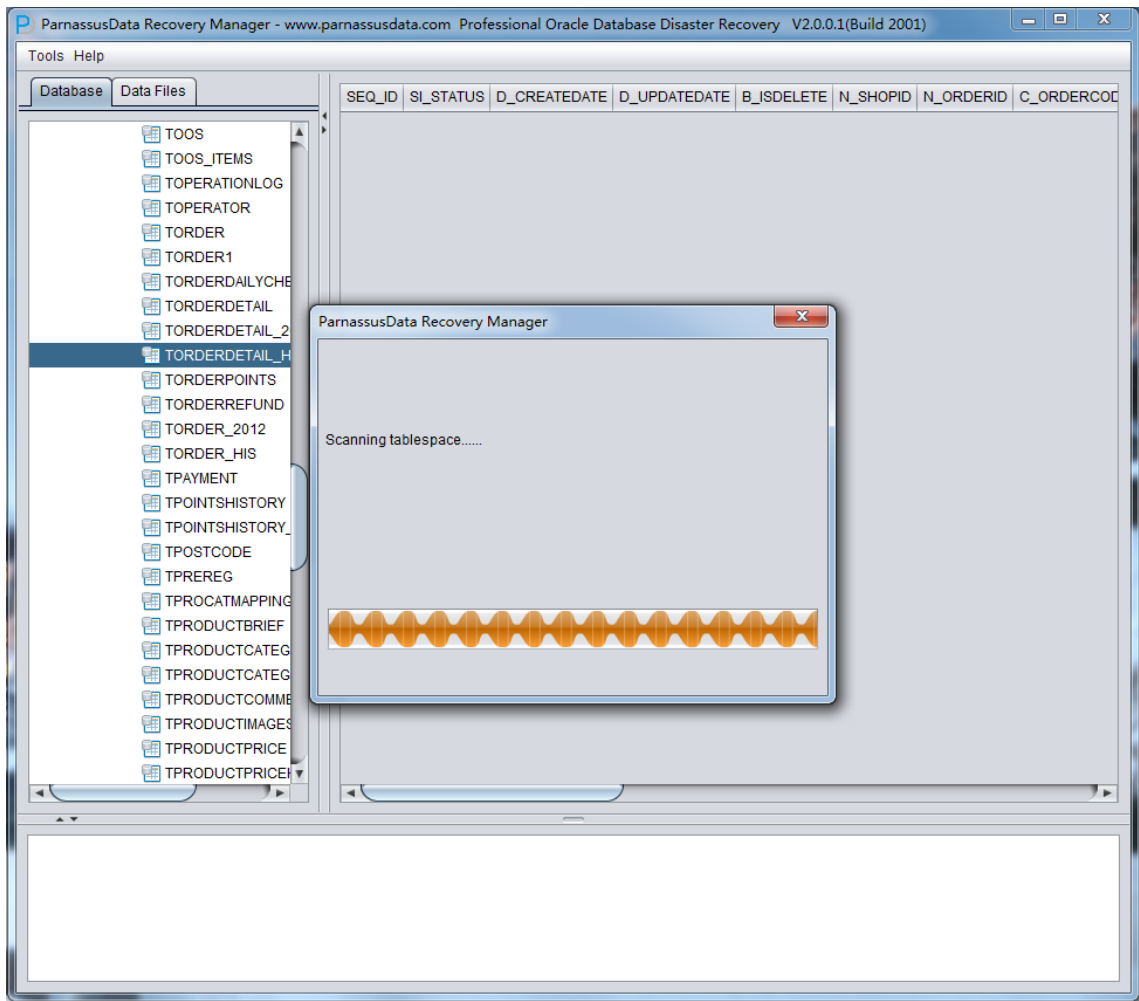 ParnassusData Recovery Manager - www.parnassusdata.com Professional Oracle Database Disaster Recovery V2.0.0.1(Build 2001)
Tools Help
Database Data Files
SEQ_ID SI_STATUS D_CREATEDATE D_UPDATEDATE B_ISDELETE N_SHOPID N_ORDERID C_ORDERCOD
TOOS
TOOS_ITEMS
TOPERATIONLOG
TOPERATOR
TORDER
TORDER1
TORDERDAILYCHE
TORDERDETAIL
TORDERDETAIL_2
TORDERDETAIL_H
TORDERPOINTS
TORDERREFUND
TORDER_2012
TORDER_HIS
TPAYMENT
TPOINTSHISTORY
TPOINTSHISTORY_
TPOSTCODE
TPREREG
TPROCATMAPPING
TPRODUCTBRIEF
TPRODUCTCATEG
TPRODUCTCATEG
TPRODUCTCOMME
TPRODUCTIMAGES
TPRODUCTPRICE
TPRODUCTPRICEH
ParnassusData Recovery Manager
Scanning tablespace......